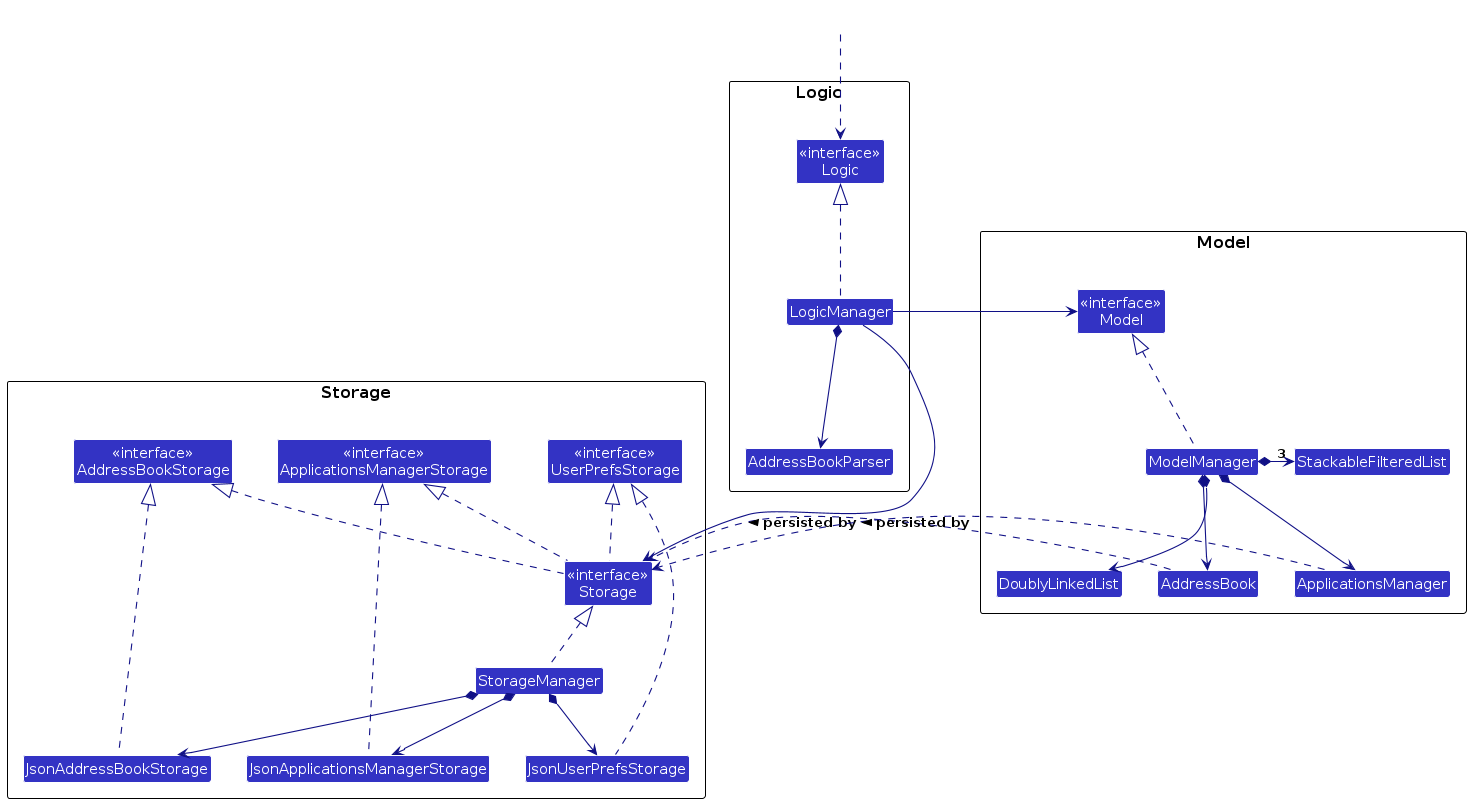 Logic
«interface»
Logic
Model
«interface»
Model
LogicManager
Storage
«interface»
AddressBookStorage
«interface»
ApplicationsManagerStorage
«interface»
UserPrefsStorage
AddressBookParser
ModelManager
3
StackableFilteredList
persisted by
persisted by
«interface»
Storage
DoublyLinkedList
AddressBook
ApplicationsManager
StorageManager
JsonAddressBookStorage
JsonApplicationsManagerStorage
JsonUserPrefsStorage